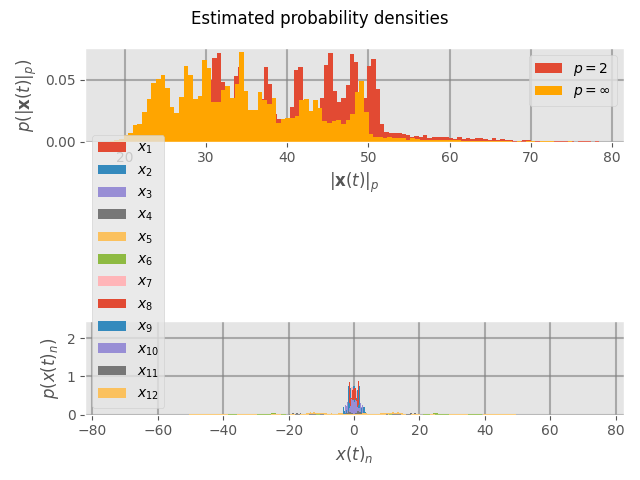 Estimated probability densities
p(|x(t)|_p)
0.05
0.00
p = 2
p = ∞
20 30 40 50 60 70 80
|x(t)|_p
x_1
x_2
x_3
x_4
x_5
x_6
x_7
x_8
x_9
x_10
x_11
x_12
p(x(t)_n)
2
1
0
−80 −60 −40 −20 0 20 40 60 80
x(t)_n